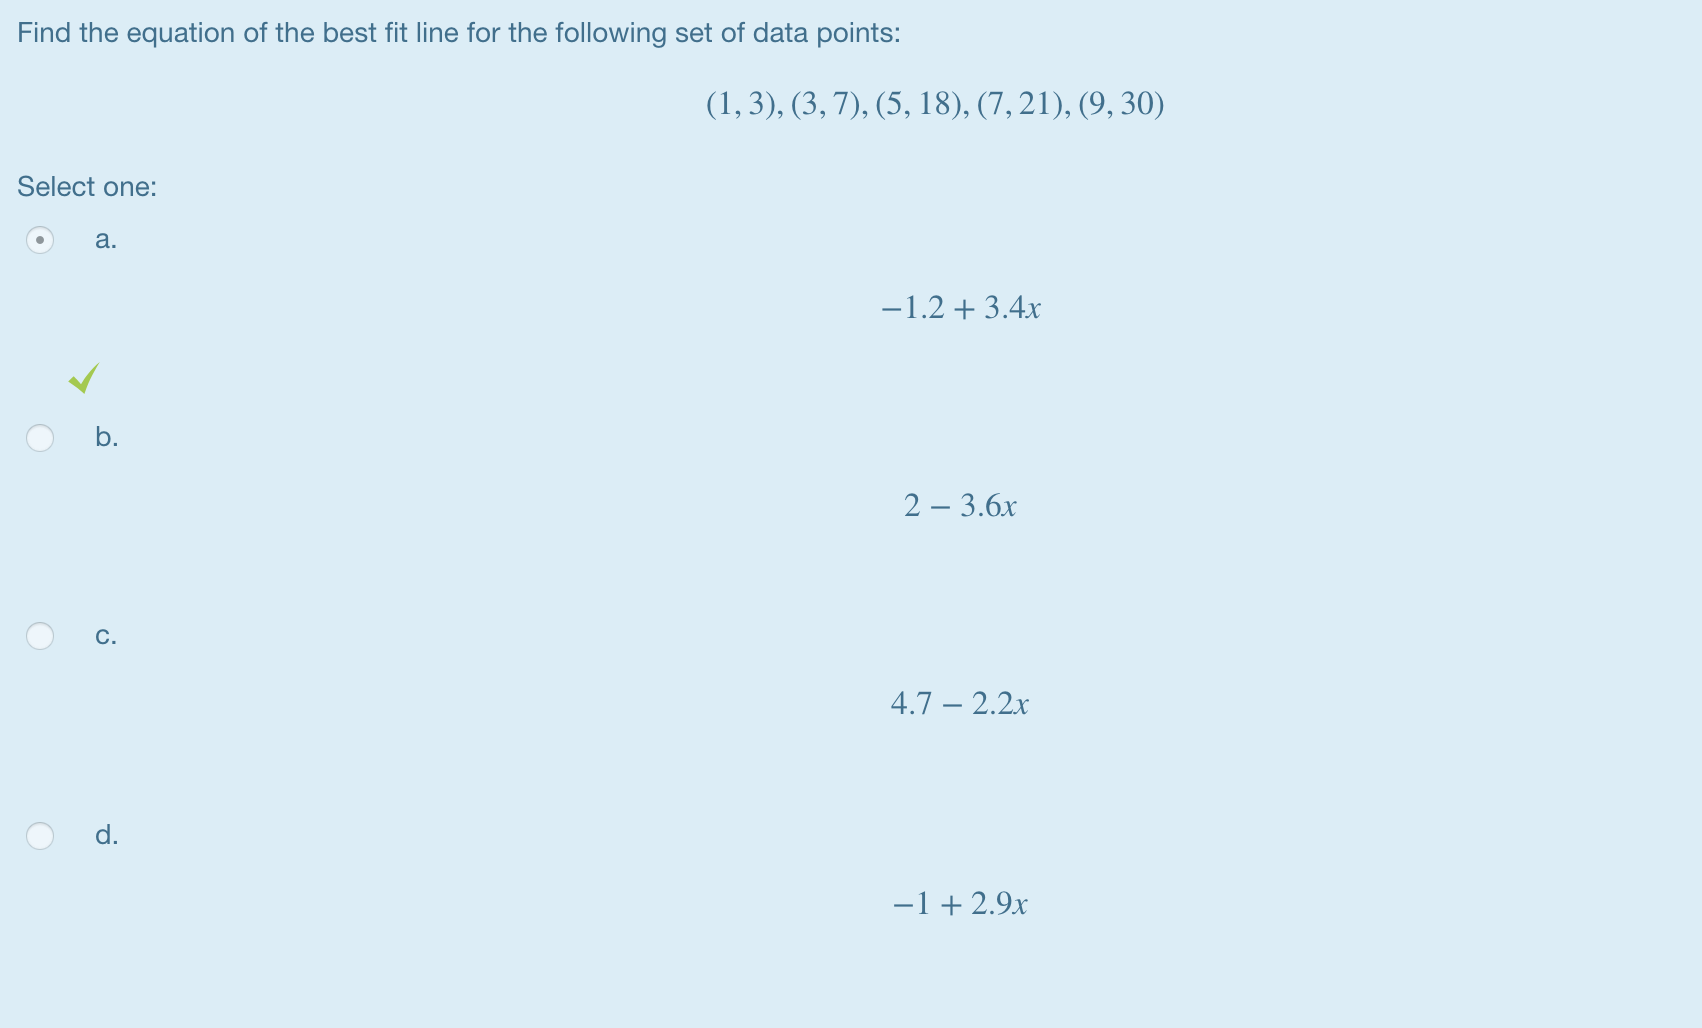 Find the equation of the best fit line for the following set of data points:
(1, 3), (3, 7), (5, 18), (7, 21), (9, 30)
Select one:
a.
−1.2 + 3.4x
b.
2 − 3.6x
c.
4.7 − 2.2x
d.
−1 + 2.9x